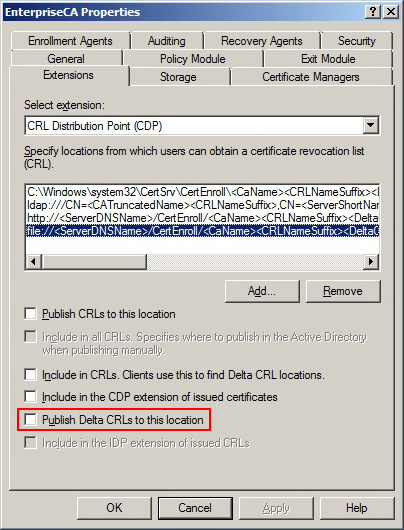 EnterpriseCA Properties
Enrollment Agents Auditing Recovery Agents Security
General Policy Module Exit Module
Extensions Storage Certificate Managers
Select extension:
CRL Distribution Point (CDP)
Specify locations from which users can obtain a certificate revocation list
(CRL).
C:\Windows\system32\CertSrv\CertEnroll\<CaName><CRLNameSuffix><
ldap:///CN=<CATruncatedName><CRLNameSuffix>,CN=<ServerShortName
http://<ServerDNSName>/CertEnroll/<CaName><CRLNameSuffix><Delta
file://<ServerDNSName>/CertEnroll/<CaName><CRLNameSuffix><DeltaC
Add... Remove
Publish CRLs to this location
Include in all CRLs. Specifies where to publish in the Active Directory
when publishing manually.
Include in CRLs. Clients use this to find Delta CRL locations.
Include in the CDP extension of issued certificates
Publish Delta CRLs to this location
Include in the IDP extension of issued CRLs
OK Cancel Apply Help